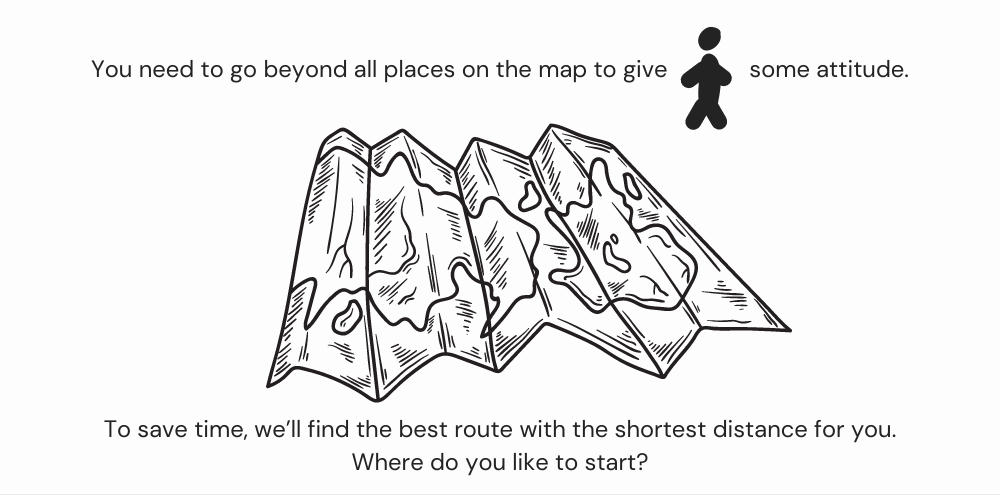 You need to go beyond all places on the map to give some attitude.
To save time, we’ll find the best route with the shortest distance for you.
Where do you like to start?